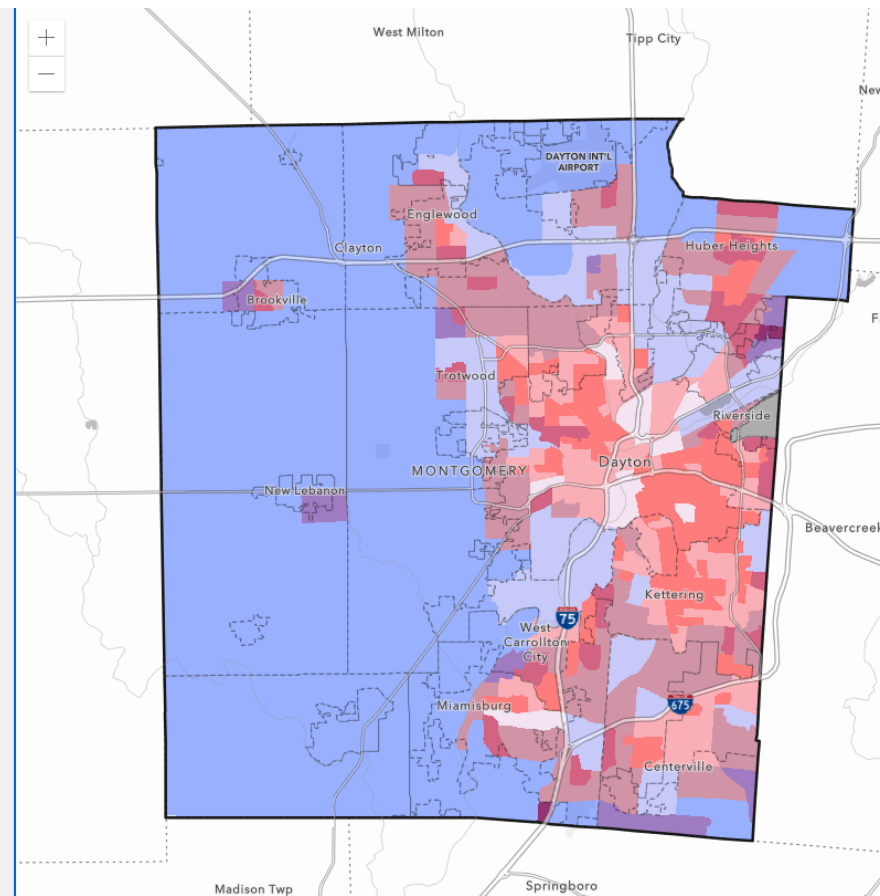 +
West Milton
Tipp City
−
New
DAYTON INT'L
AIRPORT
Englewood
Clayton
Huber Heights
Brookville
F
Trotwood
Riverside
MONTGOMERY
Dayton
New Lebanon
Beavercreek
Kettering
75
West
Carrollton
City
Miamisburg
675
Centerville
Madison Twp
Springboro